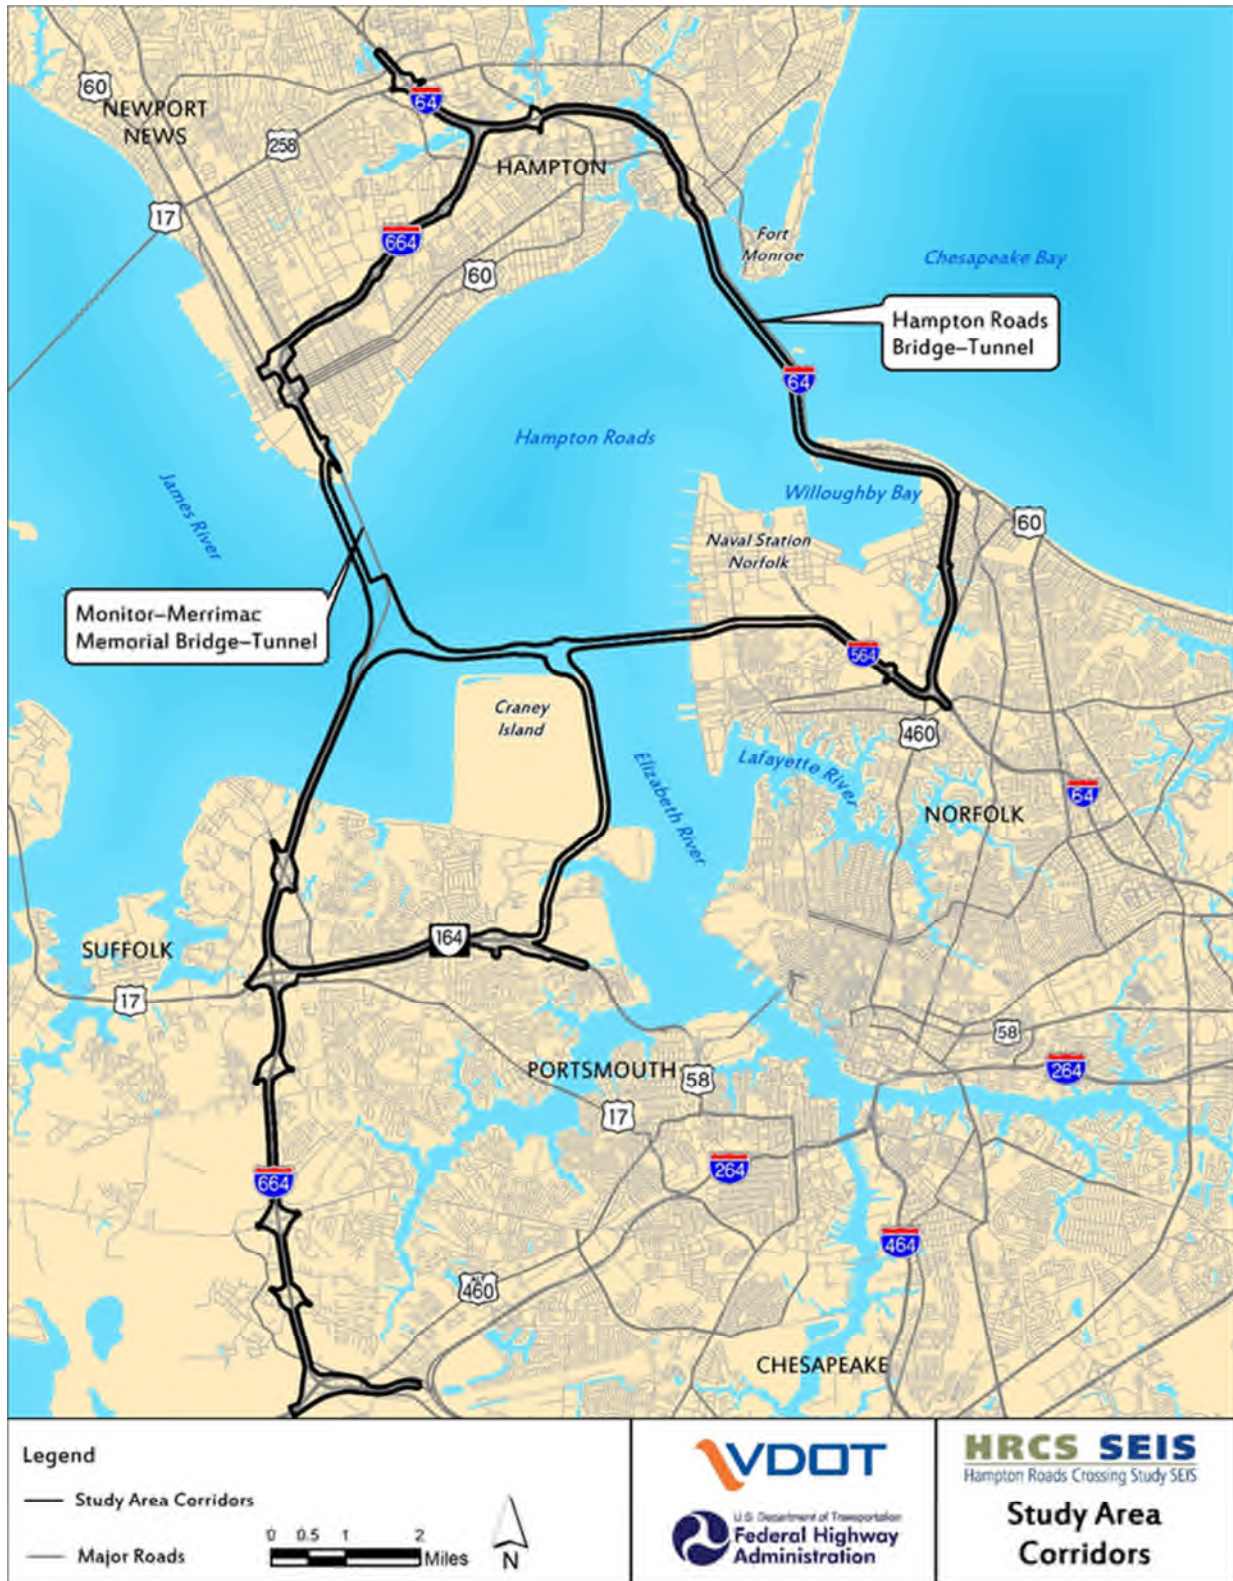 60
NEWPORT
NEWS
64
258
HAMPTON
17
664
60
Fort
Monroe
Chesapeake Bay
Hampton Roads
Bridge–Tunnel
64
Hampton Roads
James River
Willoughby Bay
60
Naval Station
Norfolk
Monitor–Merrimac
Memorial Bridge–Tunnel
564
Craney
Island
460
Elizabeth River
Lafayette River
64
NORFOLK
164
SUFFOLK
17
58
PORTSMOUTH
58
264
17
264
664
464
460
CHESAPEAKE
Legend
Study Area Corridors
Major Roads
0 0.5 1 2
Miles
N
VDOT
U.S. Department of Transportation
Federal Highway
Administration
HRCS SEIS
Hampton Roads Crossing Study SEIS
Study Area
Corridors